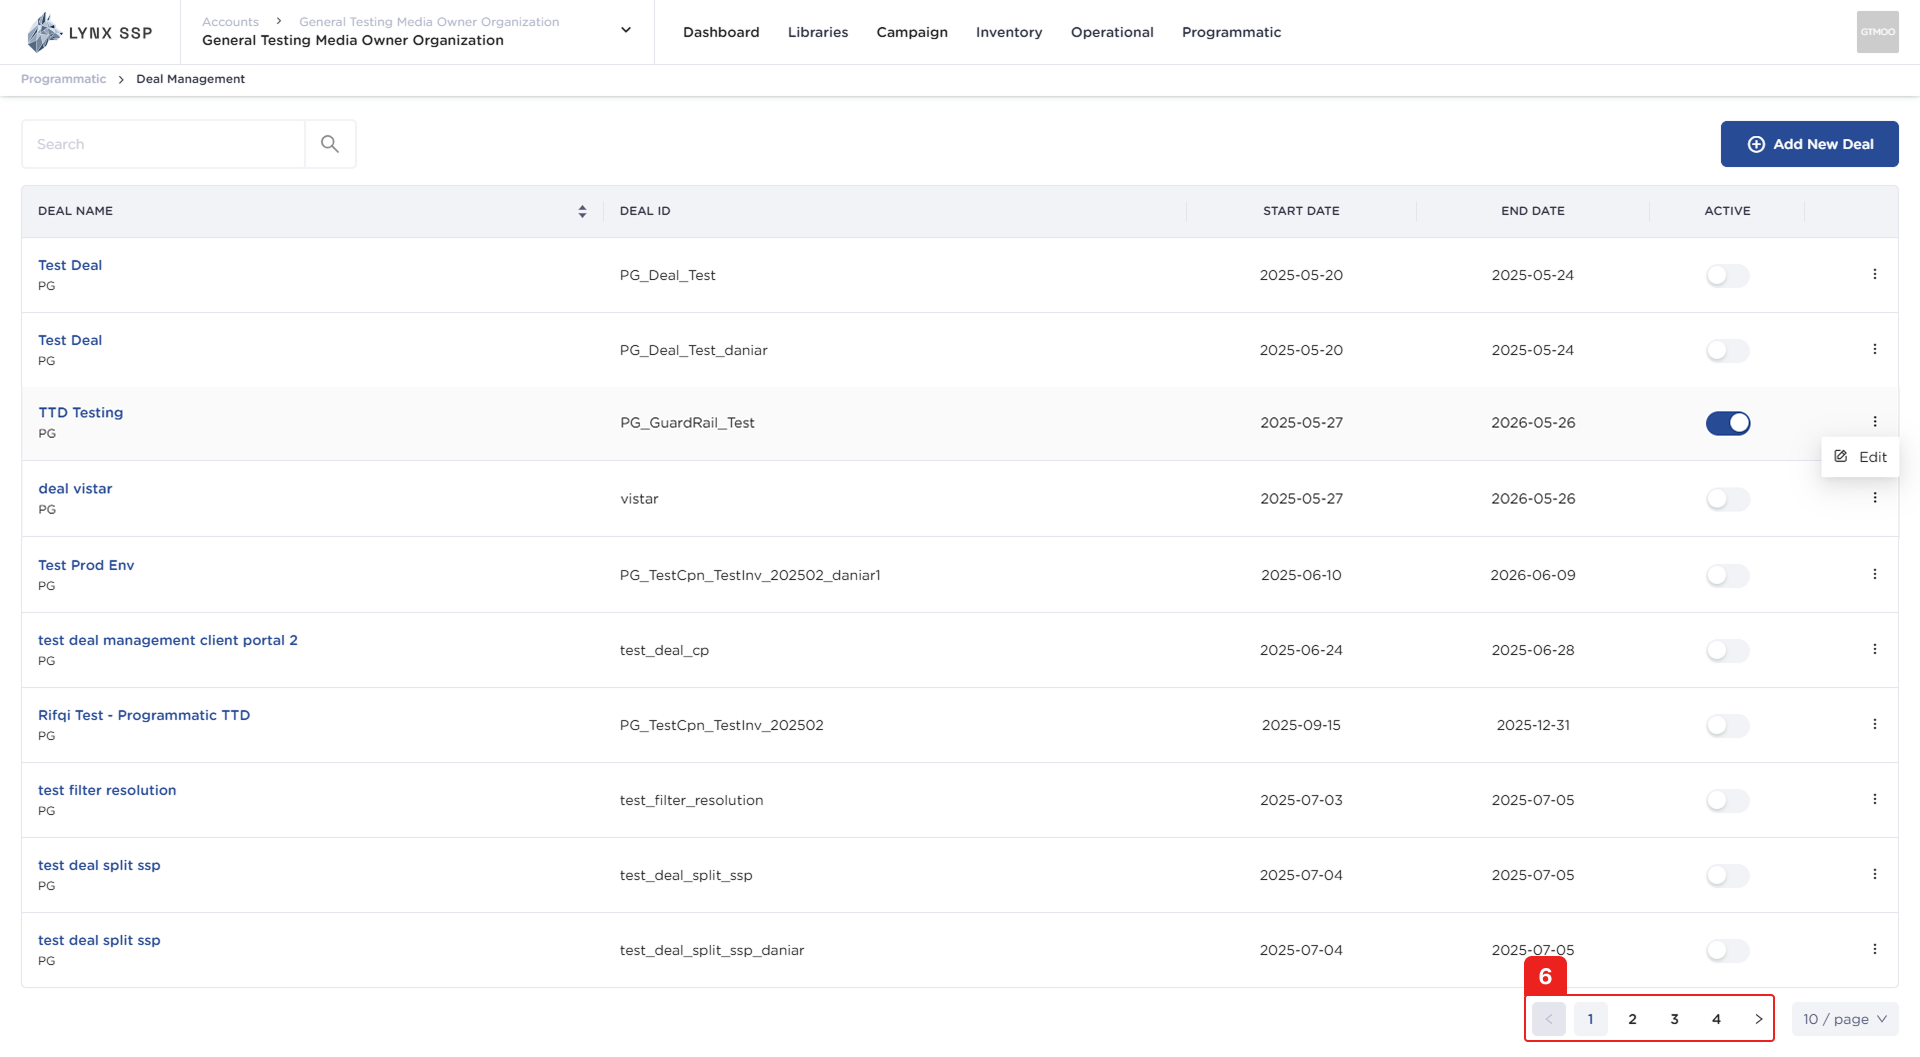 LYNX SSP
Accounts > General Testing Media Owner Organization
General Testing Media Owner Organization
Dashboard Libraries Campaign Inventory Operational Programmatic
GTMOO
Programmatic > Deal Management
Search
Add New Deal
DEAL NAME DEAL ID START DATE END DATE ACTIVE
Test Deal
PG
PG_Deal_Test 2025-05-20 2025-05-24
Test Deal
PG
PG_Deal_Test_daniar 2025-05-20 2025-05-24
TTD Testing
PG
PG_GuardRail_Test 2025-05-27 2026-05-26
Edit
deal vistar
PG
vistar 2025-05-27 2026-05-26
Test Prod Env
PG
PG_TestCpn_TestInv_202502_daniar1 2025-06-10 2026-06-09
test deal management client portal 2
PG
test_deal_cp 2025-06-24 2025-06-28
Rifqi Test - Programmatic TTD
PG
PG_TestCpn_TestInv_202502 2025-09-15 2025-12-31
test filter resolution
PG
test_filter_resolution 2025-07-03 2025-07-05
test deal split ssp
PG
test_deal_split_ssp 2025-07-04 2025-07-05
test deal split ssp
PG
test_deal_split_ssp_daniar 2025-07-04 2025-07-05
6
< 1 2 3 4 > 10 / page